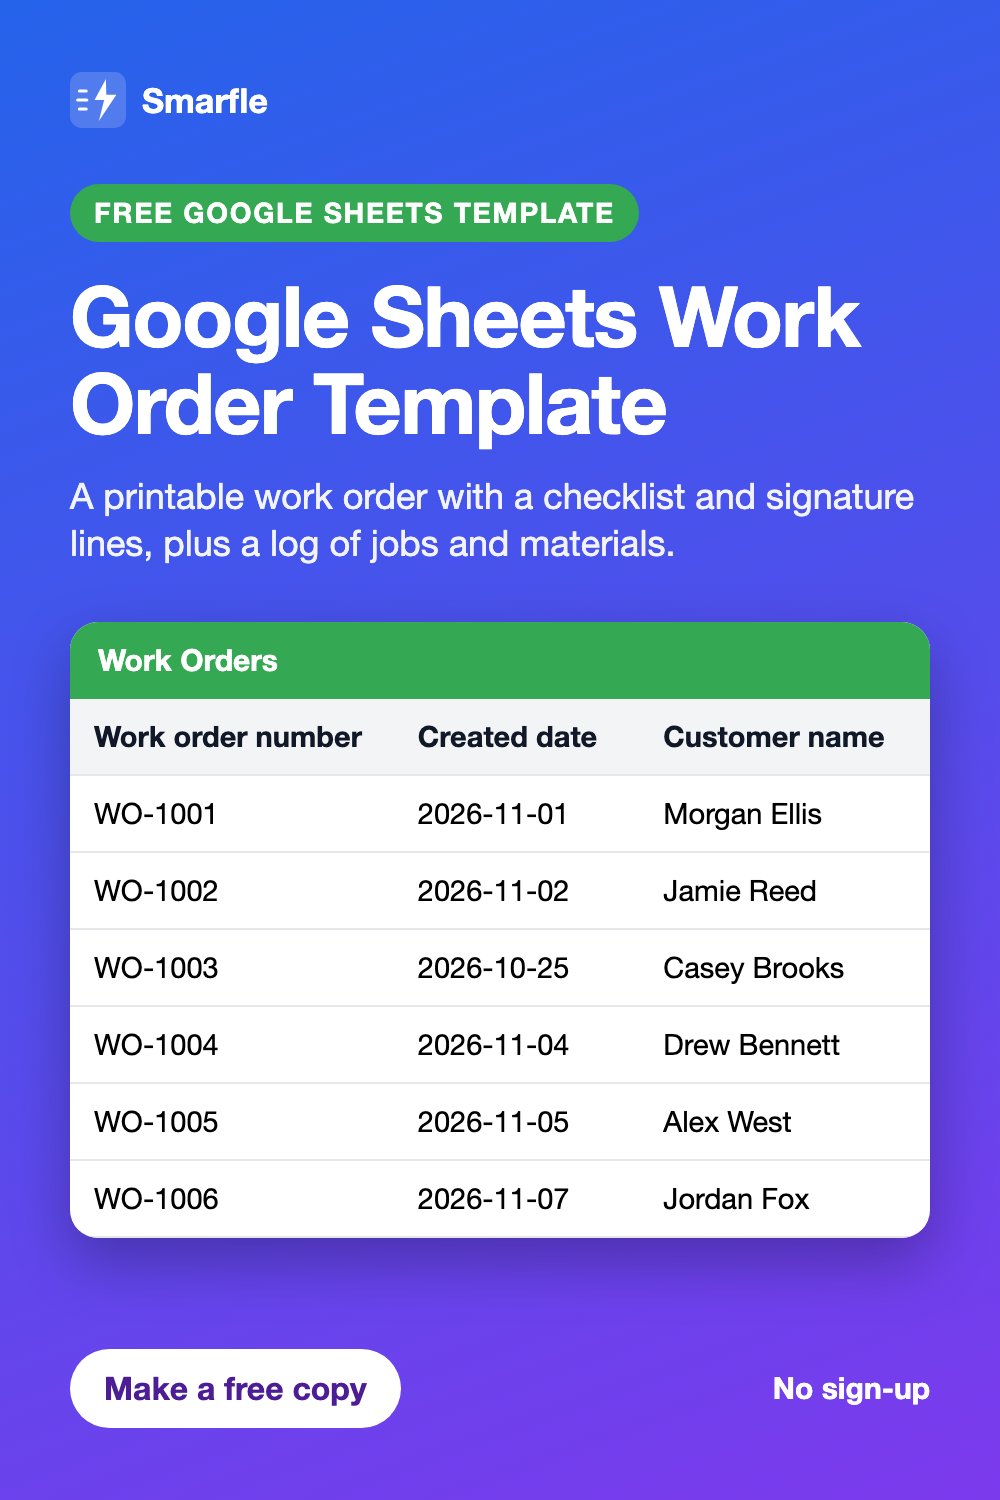 Smarfle
FREE GOOGLE SHEETS TEMPLATE
Google Sheets Work
Order Template
A printable work order with a checklist and signature
lines, plus a log of jobs and materials.
Work Orders
Work order number Created date Customer name
WO-1001 2026-11-01 Morgan Ellis
WO-1002 2026-11-02 Jamie Reed
WO-1003 2026-10-25 Casey Brooks
WO-1004 2026-11-04 Drew Bennett
WO-1005 2026-11-05 Alex West
WO-1006 2026-11-07 Jordan Fox
Make a free copy No sign-up